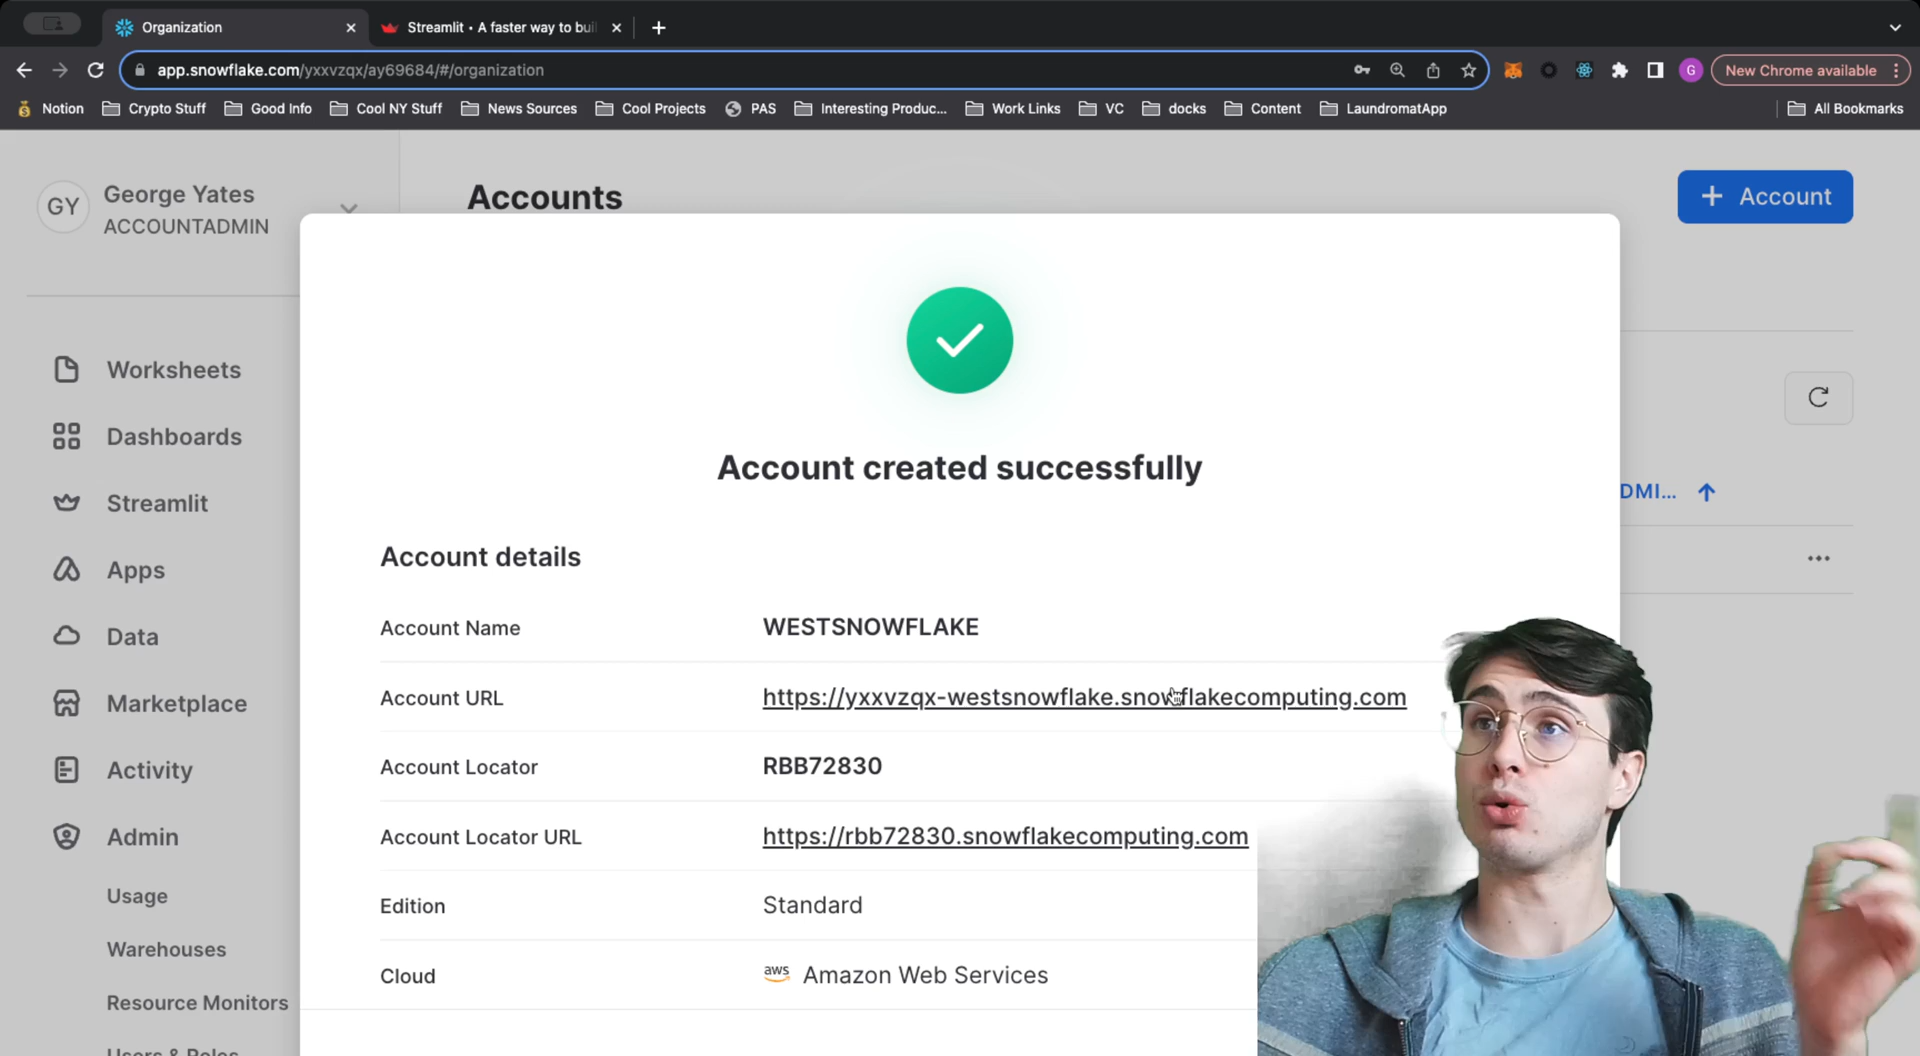 Organization
Streamlit • A faster way to bui
app.snowflake.com/yxxvzqx/ay69684/#/organization
G
New Chrome available
Notion
Crypto Stuff
Good Info
Cool NY Stuff
News Sources
Cool Projects
PAS
Interesting Produc...
Work Links
VC
docks
Content
LaundromatApp
All Bookmarks
GY
George Yates
ACCOUNTADMIN
Accounts
+ Account
Worksheets
Dashboards
Streamlit
Apps
Data
Marketplace
Activity
Admin
Usage
Warehouses
Resource Monitors
Users & Roles
DMI...
Account created successfully
Account details
Account Name WESTSNOWFLAKE
Account URL https://yxxvzqx-westsnowflake.snowflakecomputing.com
Account Locator RBB72830
Account Locator URL https://rbb72830.snowflakecomputing.com
Edition Standard
Cloud aws Amazon Web Services